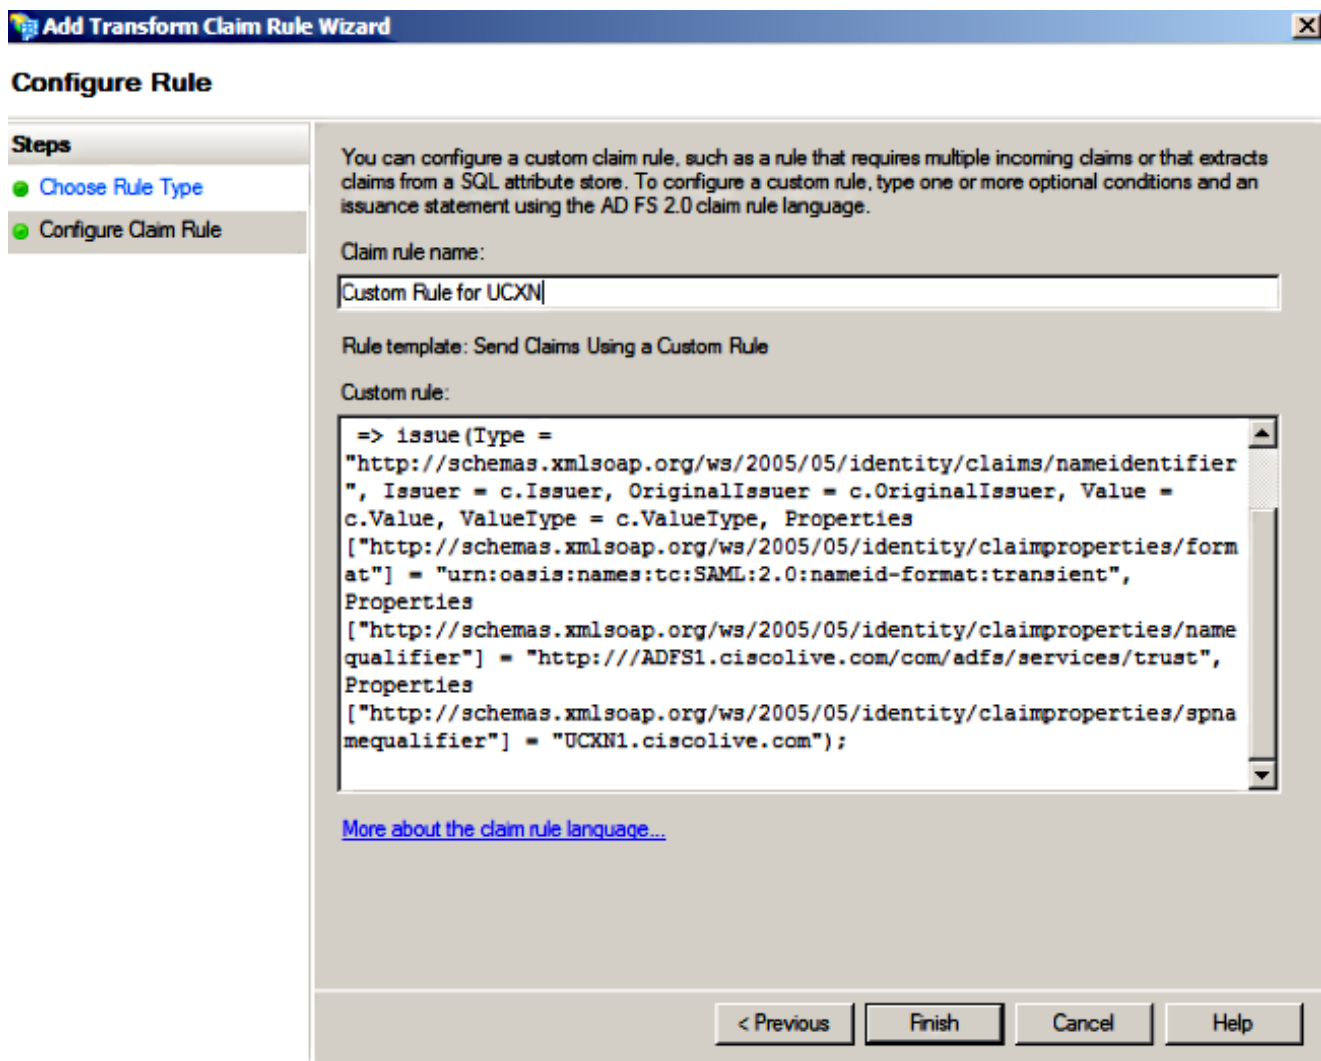 Add Transform Claim Rule Wizard
Configure Rule
Steps
Choose Rule Type
Configure Claim Rule
You can configure a custom claim rule, such as a rule that requires multiple incoming claims or that extracts
claims from a SQL attribute store. To configure a custom rule, type one or more optional conditions and an
issuance statement using the AD FS 2.0 claim rule language.
Claim rule name:
Custom Rule for UCXN
Rule template: Send Claims Using a Custom Rule
Custom rule:
=> issue(Type =
"http://schemas.xmlsoap.org/ws/2005/05/identity/claims/nameidentifier
", Issuer = c.Issuer, OriginalIssuer = c.OriginalIssuer, Value =
c.Value, ValueType = c.ValueType, Properties
["http://schemas.xmlsoap.org/ws/2005/05/identity/claimproperties/form
at"] = "urn:oasis:names:tc:SAML:2.0:nameid-format:transient",
Properties
["http://schemas.xmlsoap.org/ws/2005/05/identity/claimproperties/name
qualifier"] = "http:///ADFS1.ciscolive.com/com/adfs/services/trust",
Properties
["http://schemas.xmlsoap.org/ws/2005/05/identity/claimproperties/spna
mequalifier"] = "UCXN1.ciscolive.com");
More about the claim rule language...
< Previous
Finish
Cancel
Help